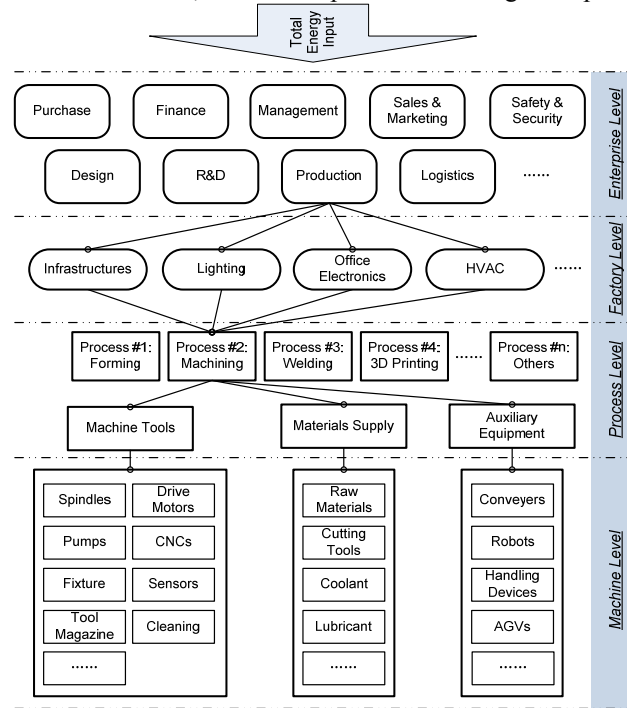 Total
Energy
Input
Enterprise Level
Purchase
Finance
Management
Sales &
Marketing
Safety &
Security
Design
R&D
Production
Logistics
......
Factory Level
Infrastructures
Lighting
Office
Electronics
HVAC
......
Process Level
Process #1:
Forming
Process #2:
Machining
Process #3:
Welding
Process #4:
3D Printing
......
Process #n:
Others
Machine Tools
Materials Supply
Auxiliary
Equipment
Machine Level
Spindles
Drive
Motors
Pumps
CNCs
Fixture
Sensors
Tool
Magazine
Cleaning
......
Raw
Materials
Cutting
Tools
Coolant
Lubricant
......
Conveyers
Robots
Handling
Devices
AGVs
......